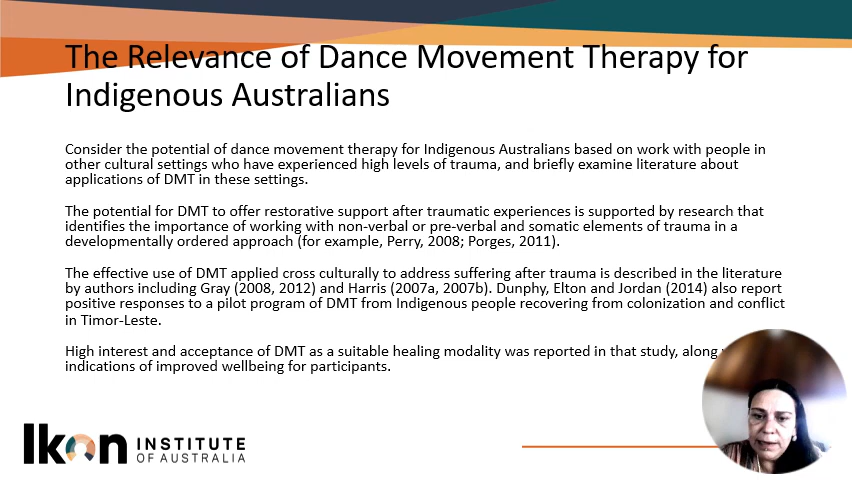 The Relevance of Dance Movement Therapy for
Indigenous Australians
Consider the potential of dance movement therapy for Indigenous Australians based on work with people in
other cultural settings who have experienced high levels of trauma, and briefly examine literature about
applications of DMT in these settings.
The potential for DMT to offer restorative support after traumatic experiences is supported by research that
identifies the importance of working with non-verbal or pre-verbal and somatic elements of trauma in a
developmentally ordered approach (for example, Perry, 2008; Porges, 2011).
The effective use of DMT applied cross culturally to address suffering after trauma is described in the literature
by authors including Gray (2008, 2012) and Harris (2007a, 2007b). Dunphy, Elton and Jordan (2014) also report
positive responses to a pilot program of DMT from Indigenous people recovering from colonization and conflict
in Timor-Leste.
High interest and acceptance of DMT as a suitable healing modality was reported in that study, along
indications of improved wellbeing for participants.
Ikon INSTITUTE
OF AUSTRALIA